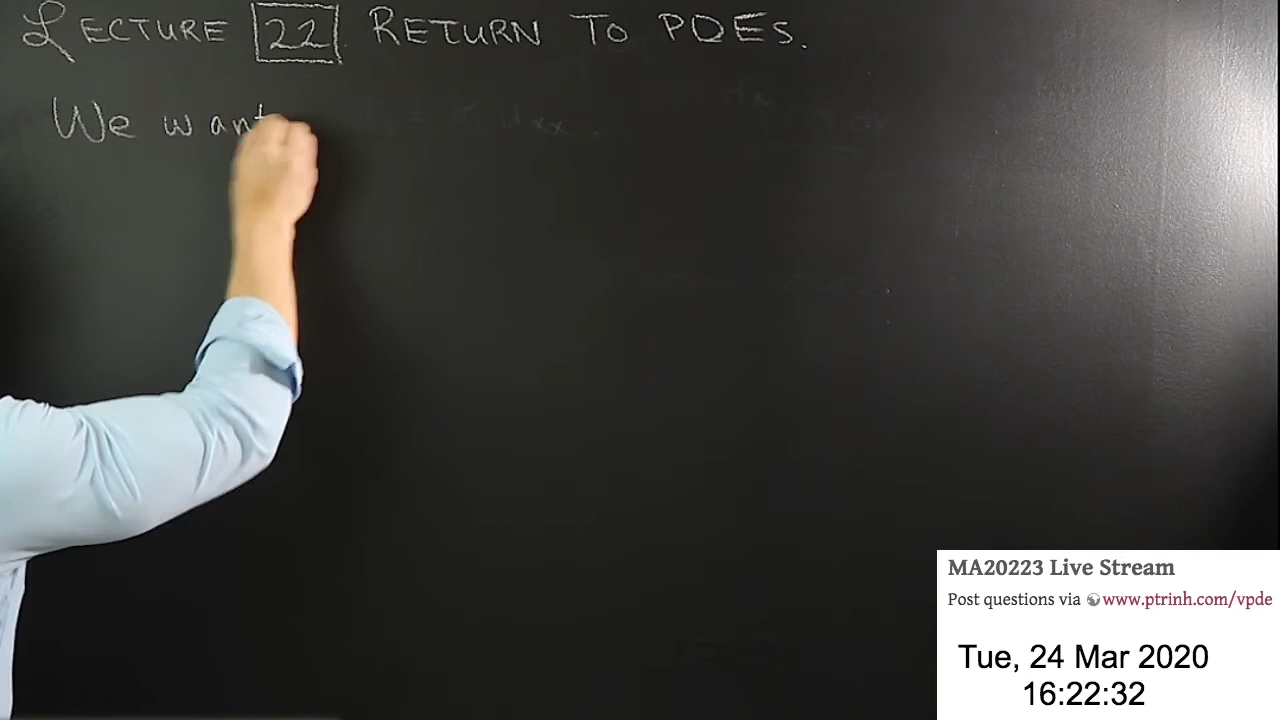 LECTURE 22 RETURN TO PDEs.
We want
MA20223 Live Stream
Post questions via www.ptrinh.com/vpde
Tue, 24 Mar 2020
16:22:32